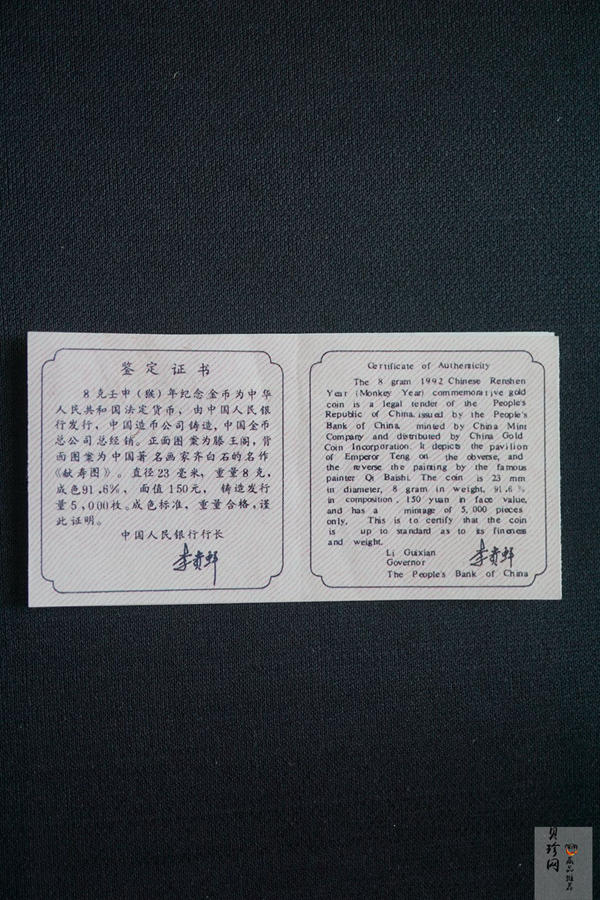 鉴定证书
8克壬申(猴)年纪念金币为中华
人民共和国法定货币，由中国人民银
行发行，中国造币公司铸造，中国金币
总公司总经销。正面图案为滕王阁，背
面图案为中国著名画家齐白石的名作
《献寿图》。直径23毫米，重量8克，
成色91.6%，面值150元，铸造发行
量5,000枚。成色标准，重量合格，谨
此证明。
中国人民银行行长
李贵鲜
Certificate of Authenticity
The 8 gram 1992 Chinese Renshen
Year (Monkey Year) commemorative gold
coin is a legal tender of the People's
Republic of China, issued by the People's
Bank of China, minted by China Mint
Company and distributed by China Gold
Coin Incorporation. It depicts the pavilion
of Emperor Teng on the obverse, and
the reverse the painting by the famous
painter Qi Baishi. The coin is 23 mm
in diameter, 8 gram in weight, 91.6%
in composition, 150 yuan in face value,
and has a mintage of 5,000 pieces
only. This is to certify that the coin
is up to standard as to its fineness
and weight.
Li Guixian
Governor
李贵鲜
The People's Bank of China
贝珍网
藏品推荐